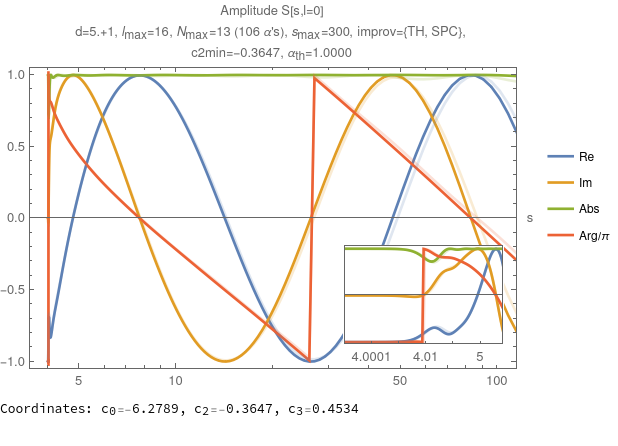 Amplitude S[s,l=0]
d=5.+1, lmax=16, Nmax=13 (106 α's), smax=300, improv={TH, SPC},
c2min=−0.3647, αth=1.0000
1.0
0.5
0.0
−0.5
−1.0
5 10 50 100
s
4.0001 4.01 5
Re
Im
Abs
Arg/π
Coordinates: c0=-6.2789, c2=-0.3647, c3=0.4534